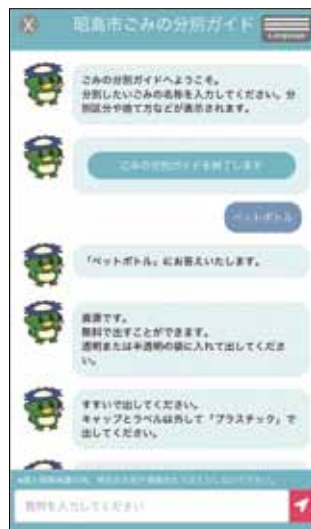 昭島市ごみの分別ガイド
Language
ごみの分別ガイドへようこそ。
分別したいごみの名称を入力してください。分
別区分や捨て方などが表示されます。
ごみの分別ガイドを終了します
ペットボトル
「ペットボトル」にお答えいたします。
資源です。
無料で出すことができます。
透明または半透明の袋に入れて出してくださ
い。
すすいで出してください。
キャップとラベルは外して「プラスチック」で
出してください。
質問を入力してください